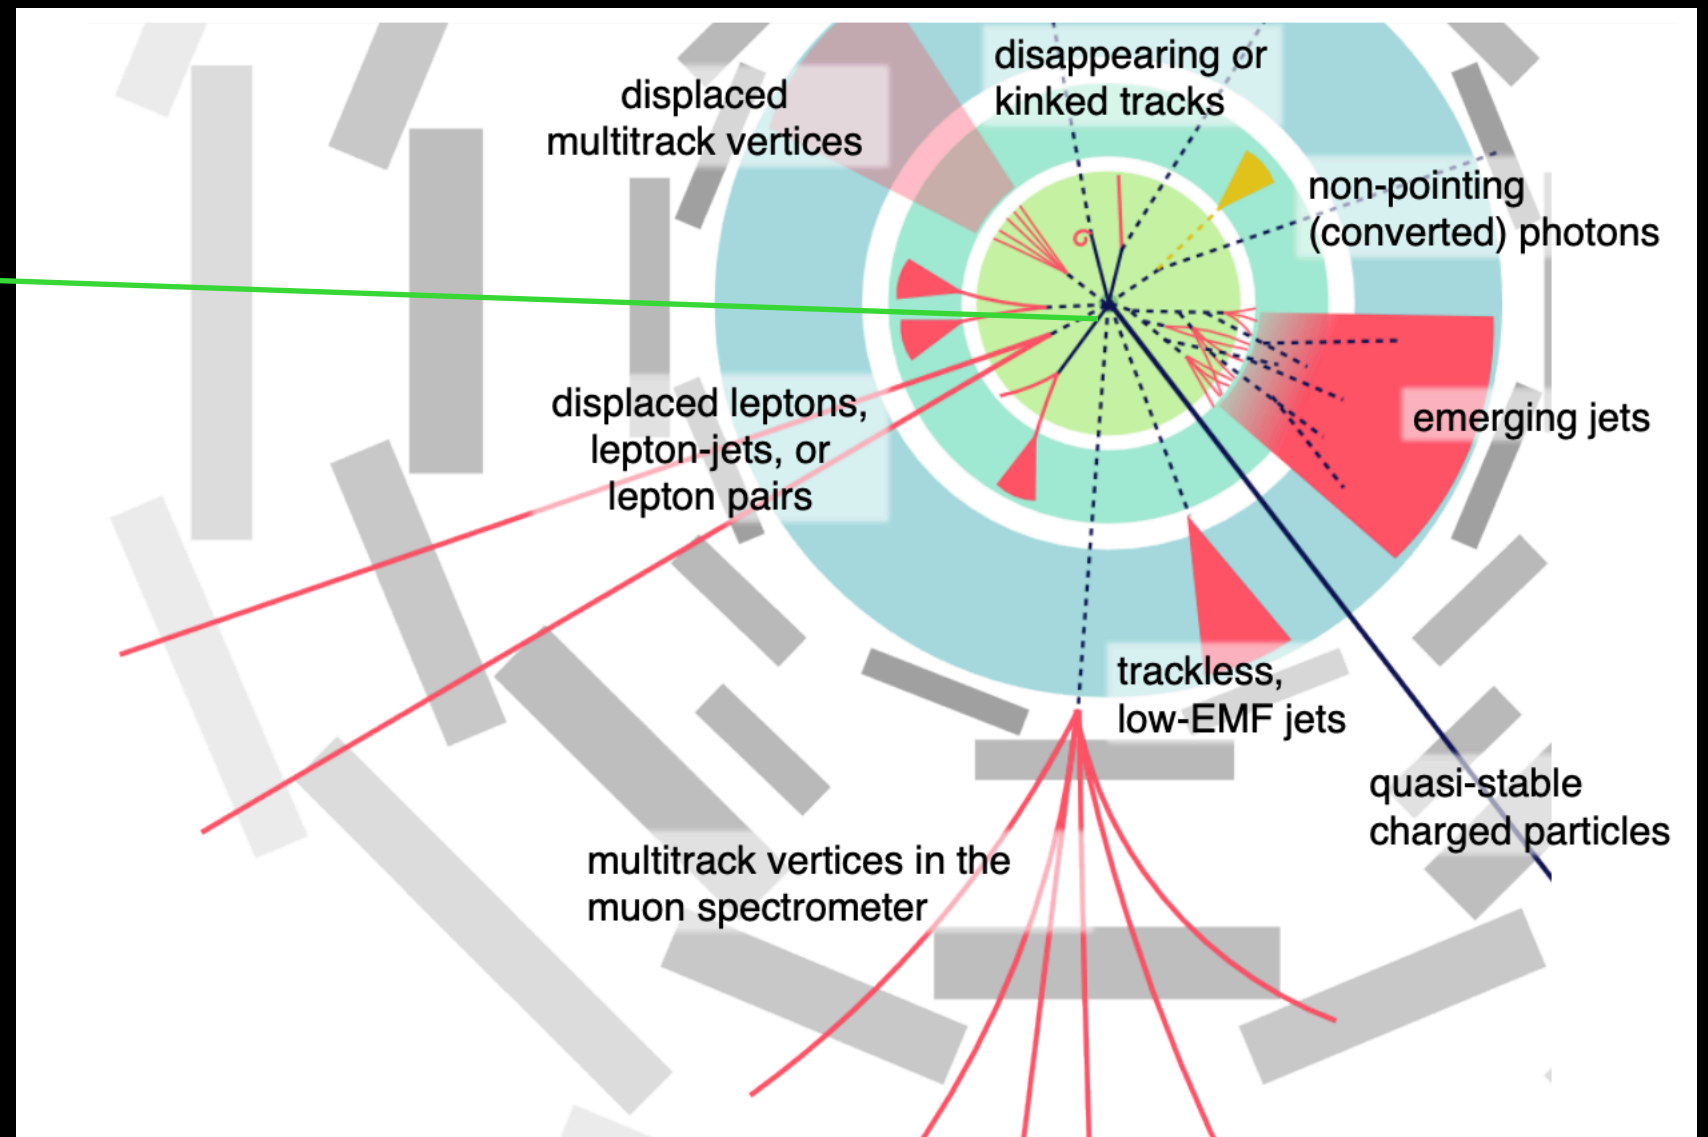 disappearing or
kinked tracks
displaced
multitrack vertices
non-pointing
(converted) photons
displaced leptons,
lepton-jets, or
lepton pairs
emerging jets
trackless,
low-EMF jets
quasi-stable
charged particles
multitrack vertices in the
muon spectrometer